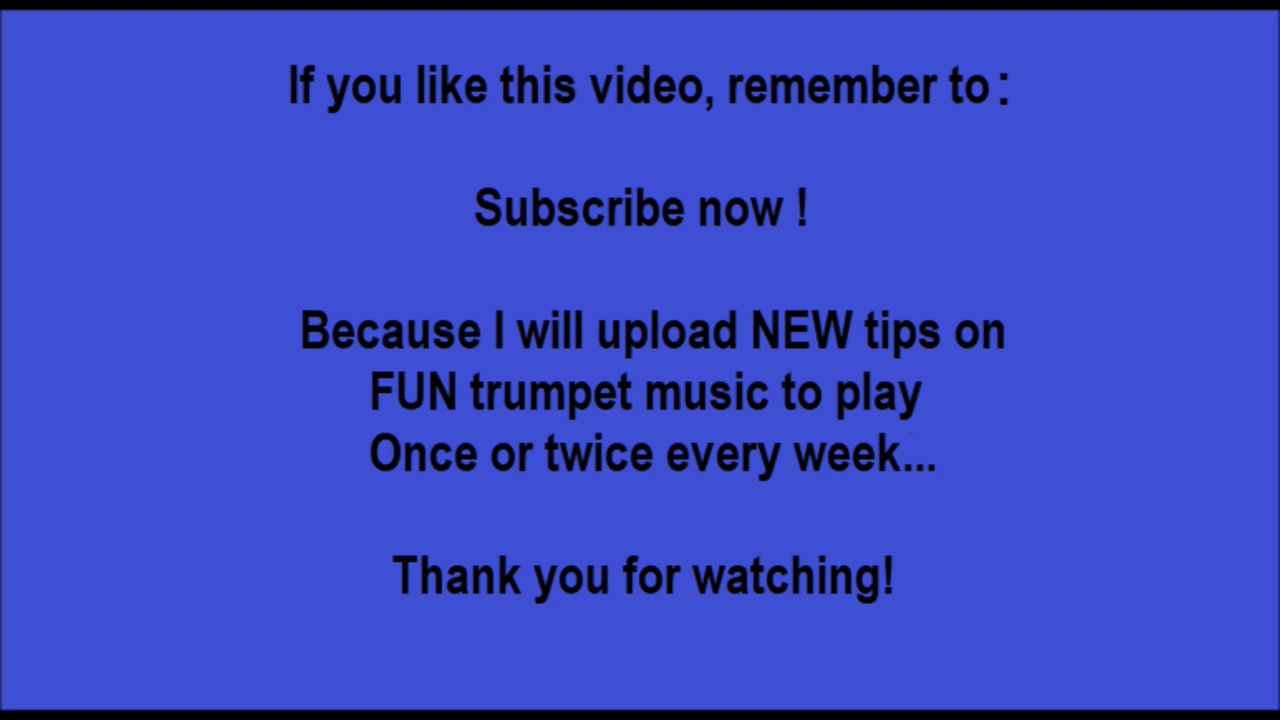 If you like this video, remember to :
Subscribe now !
Because I will upload NEW tips on
FUN trumpet music to play
Once or twice every week...
Thank you for watching!